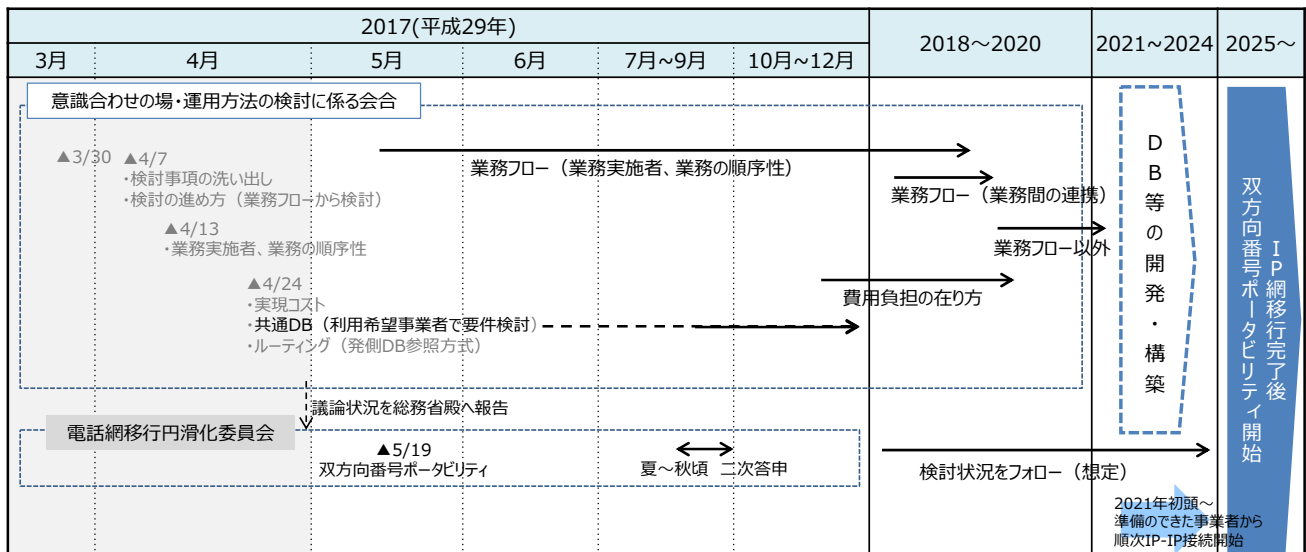 2017(平成29年)
2018～2020
2021~2024
2025～
3月
4月
5月
6月
7月~9月
10月~12月
意識合わせの場・運用方法の検討に係る会合
▲3/30
▲4/7
・検討事項の洗い出し
・検討の進め方（業務フローから検討）
▲4/13
・業務実施者、業務の順序性
▲4/24
・実現コスト
・共通DB（利用希望事業者で要件検討）
・ルーティング（発側DB参照方式）
業務フロー（業務実施者、業務の順序性）
業務フロー（業務間の連携）
業務フロー以外
費用負担の在り方
DB等の開発・構築
IP網移行完了後
双方向番号ポータビリティ開始
議論状況を総務省殿へ報告
電話網移行円滑化委員会
▲5/19
双方向番号ポータビリティ
夏～秋頃 二次答申
検討状況をフォロー（想定）
2021年初頭～
準備のできた事業者から
順次IP-IP接続開始